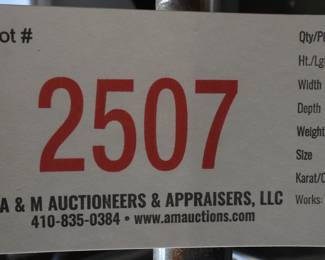 ot #
2507
A & M AUCTIONEERS & APPRAISERS, LLC
410-835-0384 • www.amauctions.com
Qty/P
Ht./Lg
Width
Depth
Weight
Size
Karat/C
Works: